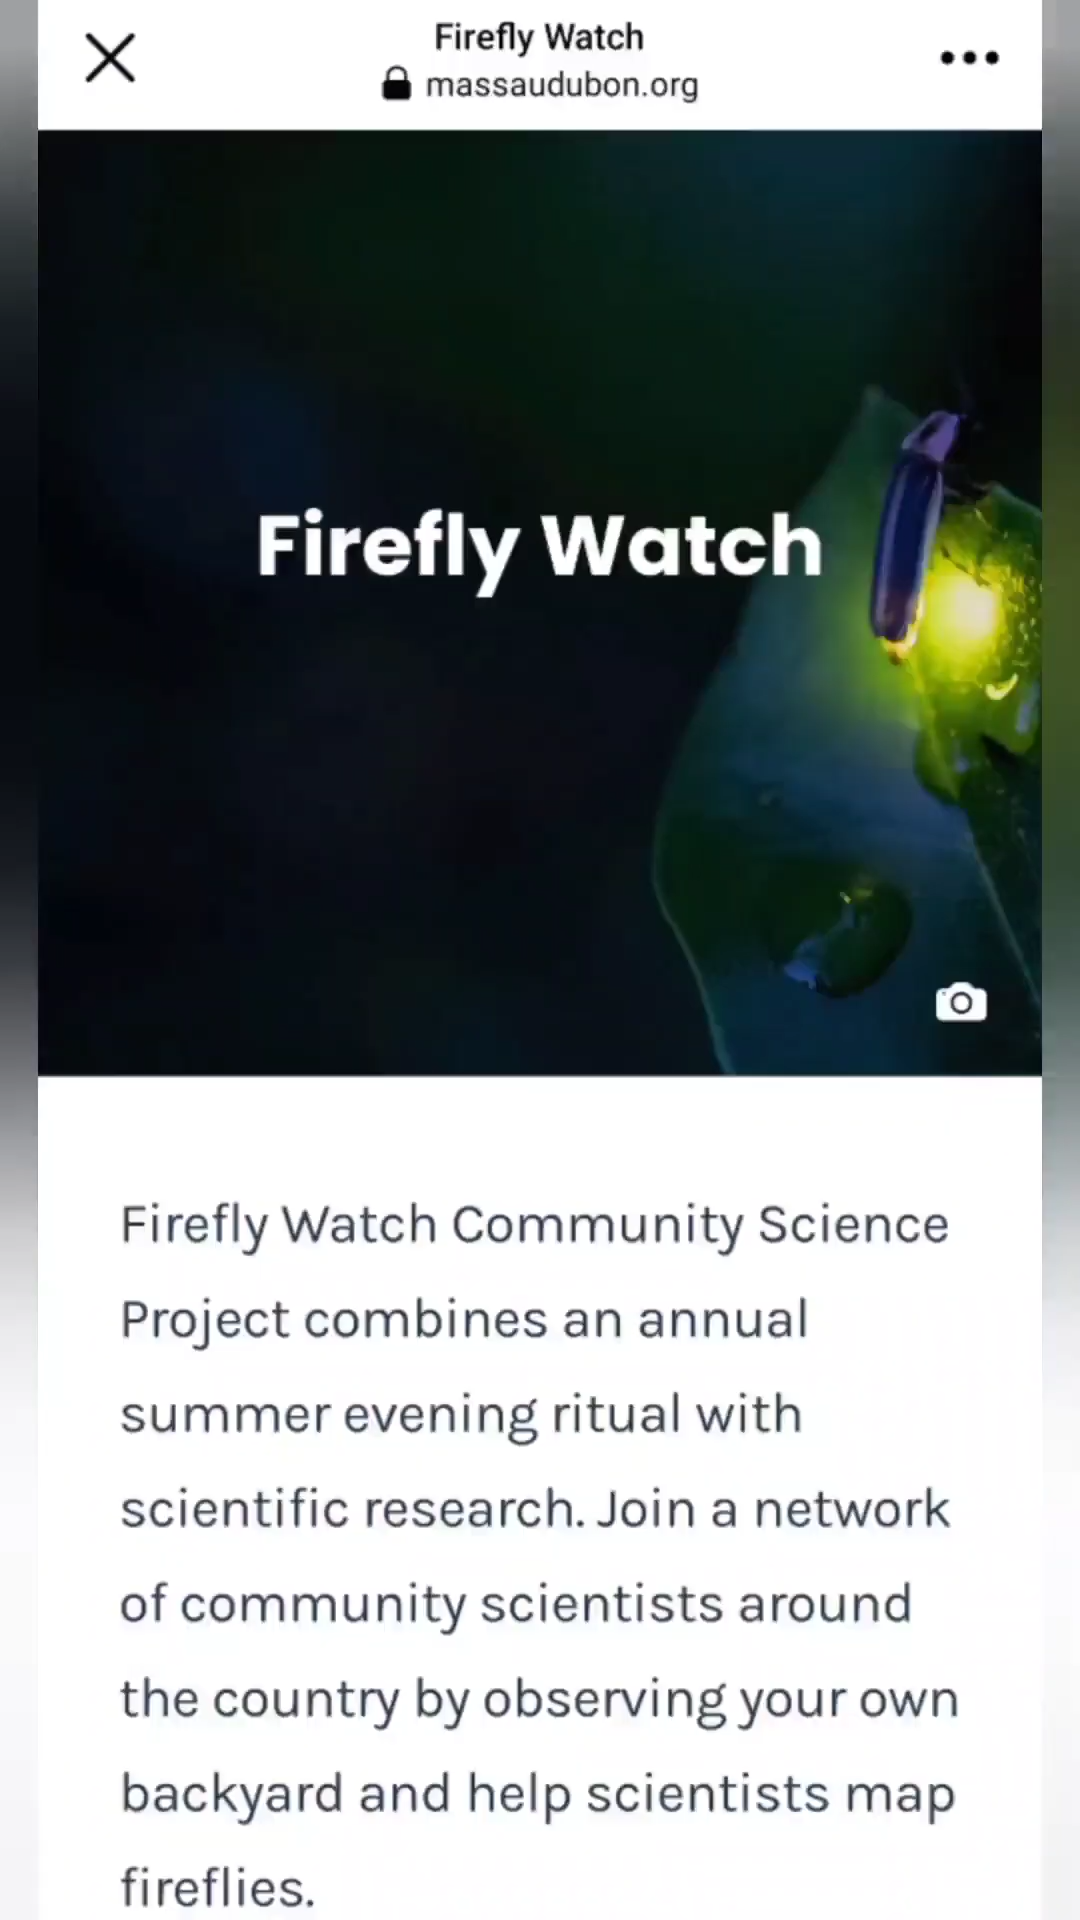 Firefly Watch
massaudubon.org
Firefly Watch
Firefly Watch Community Science
Project combines an annual
summer evening ritual with
scientific research. Join a network
of community scientists around
the country by observing your own
backyard and help scientists map
fireflies.